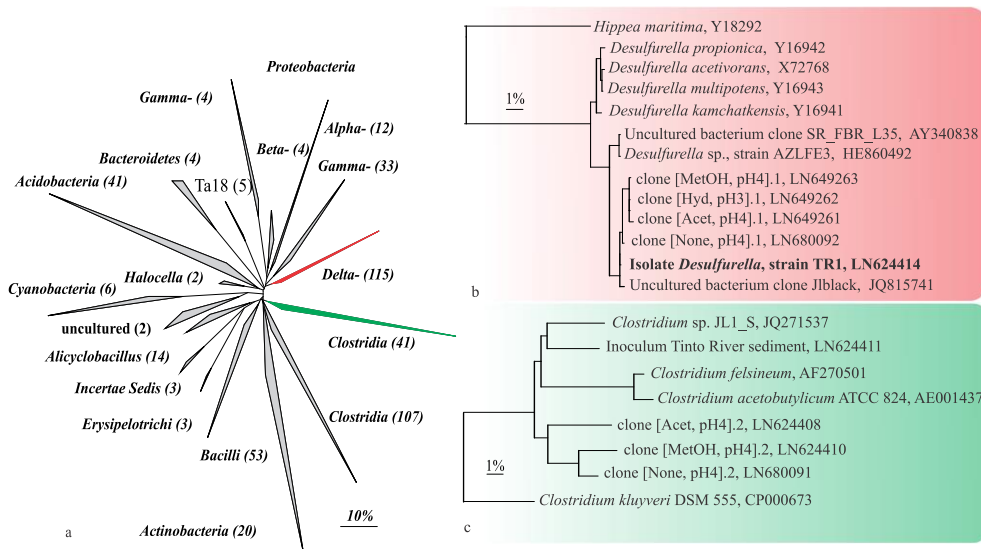 Proteobacteria
Gamma- (4)
Alpha- (12)
Beta- (4)
Gamma- (33)
Bacteroidetes (4)
Ta18 (5)
Acidobacteria (41)
Halocella (2)
Delta- (115)
Cyanobacteria (6)
uncultured (2)
Clostridia (41)
Alicyclobacillus (14)
Incertae Sedis (3)
Erysipelotrichi (3)
Clostridia (107)
Bacilli (53)
10%
Actinobacteria (20)
a
Hippea maritima, Y18292
Desulfurella propionica, Y16942
Desulfurella acetivorans, X72768
Desulfurella multipotens, Y16943
1%
Desulfurella kamchatkensis, Y16941
Uncultured bacterium clone SR_FBR_L35, AY340838
Desulfurella sp., strain AZLFE3, HE860492
clone [MetOH, pH4].1, LN649263
clone [Hyd, pH3].1, LN649262
clone [Acet, pH4].1, LN649261
clone [None, pH4].1, LN680092
Isolate Desulfurella, strain TR1, LN624414
Uncultured bacterium clone Jlblack, JQ815741
b
Clostridium sp. JL1_S, JQ271537
Inoculum Tinto River sediment, LN624411
Clostridium felsineum, AF270501
Clostridium acetobutylicum ATCC 824, AE001437
clone [Acet, pH4].2, LN624408
clone [MetOH, pH4].2, LN624410
1%
clone [None, pH4].2, LN680091
Clostridium kluyveri DSM 555, CP000673
c